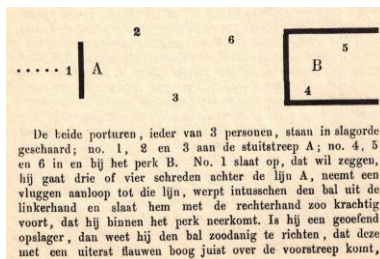 2
6
5
1 A
B
4
3
De beide porturen, ieder van 3 personen, staan in slagorde
geschaard; no. 1, 2 en 3 aan de stuitstreep A; no. 4, 5
en 6 in en bij het perk B. No. 1 slaat op, dat wil zeggen,
hij gaat drie of vier schreden achter de lijn A, neemt een
vluggen aanloop tot die lijn, werpt intusschen den bal uit de
linkerhand en slaat hem met de rechterhand zoo krachtig
voort, dat hij binnen het perk neerkomt. Is hij een geoefend
opslager, dan weet hij den bal zoodanig te richten, dat deze
met een uiterst flauwen boog juist over de voorstreep komt,